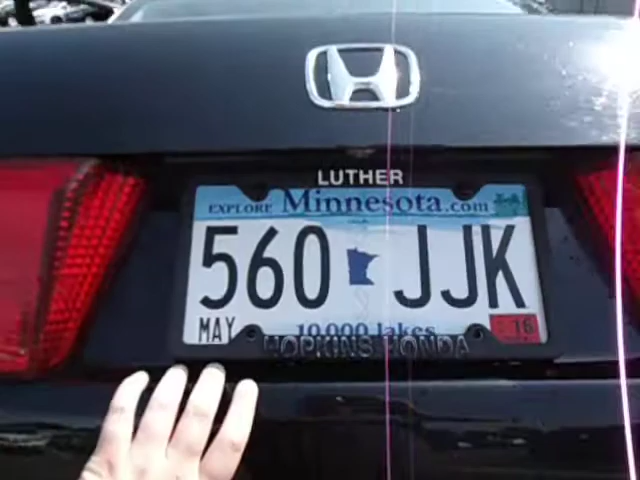 LUTHER
EXPLORE Minnesota.com
560 JJK
MAY 10,000 lakes 16
HOPKINS HONDA